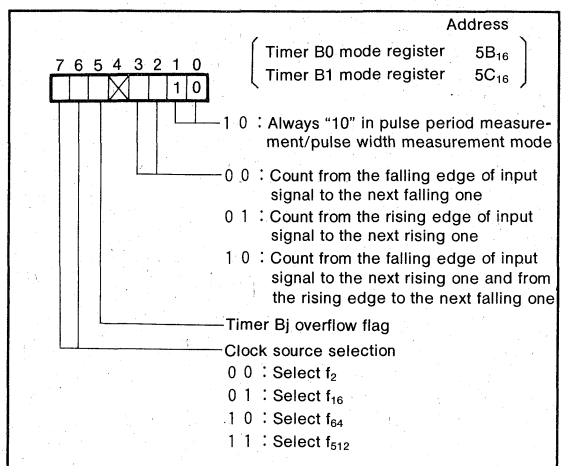 Address
Timer B0 mode register 5B₁₆
Timer B1 mode register 5C₁₆
7 6 5 4 3 2 1 0
1 0
1 0 : Always “10” in pulse period measure-
ment/pulse width measurement mode
0 0 : Count from the falling edge of input
signal to the next falling one
0 1 : Count from the rising edge of input
signal to the next rising one
1 0 : Count from the falling edge of input
signal to the next rising one and from
the rising edge to the next falling one
Timer Bj overflow flag
Clock source selection
0 0 : Select f₂
0 1 : Select f₁₆
1 0 : Select f₆₄
1 1 : Select f₅₁₂